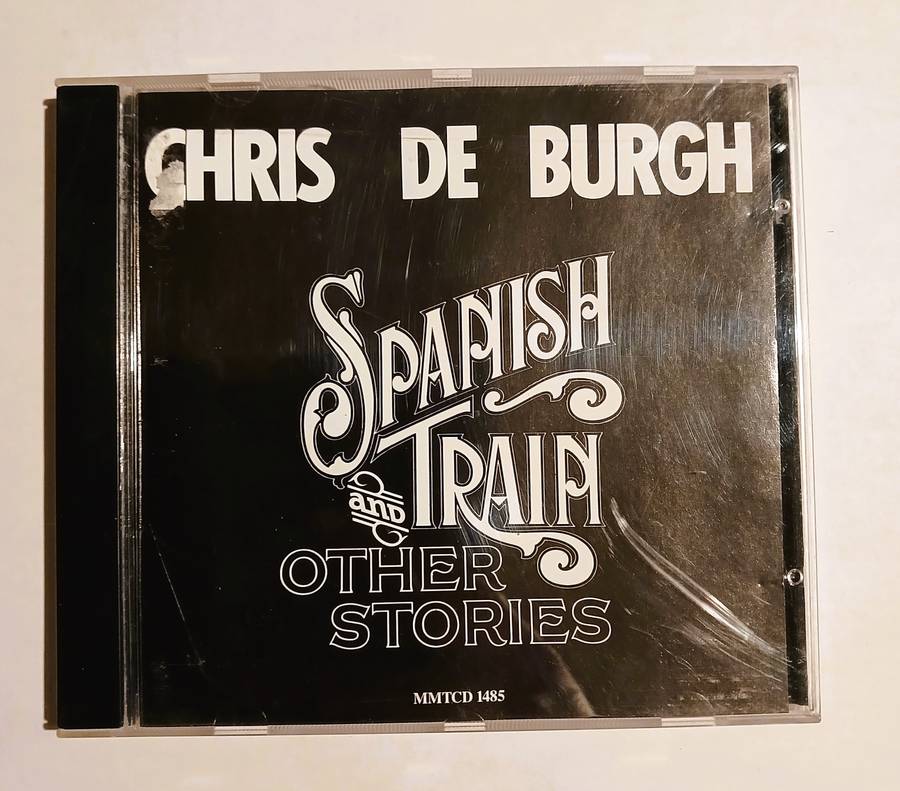 CHRIS DE BURGH
SPANISH
TRAIN
and
OTHER
STORIES
MMTCD 1485